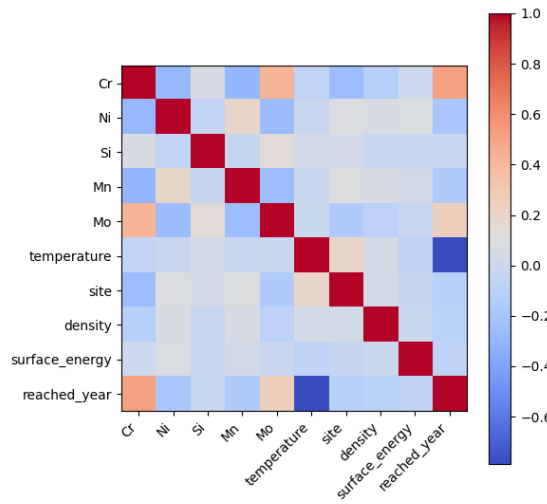 Cr
Ni
Si
Mn
Mo
temperature
site
density
surface_energy
reached_year
Cr
Ni
Si
Mn
Mo
temperature
site
density
surface_energy
reached_year
1.0
0.8
0.6
0.4
0.2
0.0
−0.2
−0.4
−0.6